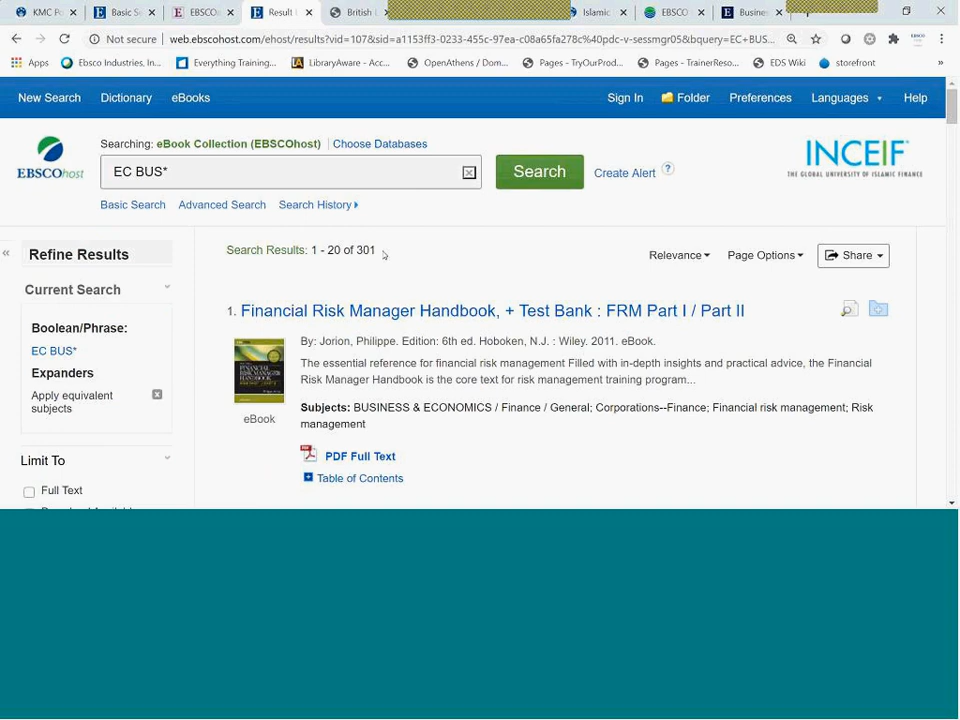 KMC Po
Basic Se
EBSCO
Result
British L
Islamic
EBSCO
Busine
Not secure
web.ebscohost.com/ehost/results?vid=107&sid=a1153ff3-0233-455c-97ea-c08a65fa278c%40pdc-v-sessmgr05&bquery=EC+BUS...
Apps
Ebsco Industries, In...
Everything Training...
LibraryAware - Acc...
OpenAthens / Dom...
Pages - TryOurProd...
Pages - TrainerReso...
EDS Wiki
storefront
»
New Search Dictionary eBooks
Sign In Folder Preferences Languages Help
EBSCOhost
Searching: eBook Collection (EBSCOhost) Choose Databases
EC BUS*
Search
Create Alert
?
Basic Search Advanced Search Search History
INCEIF
THE GLOBAL UNIVERSITY OF ISLAMIC FINANCE
«
Refine Results
Current Search
Boolean/Phrase:
EC BUS*
Expanders
Apply equivalent
subjects
Limit To
Full Text
Search Results: 1 - 20 of 301
Relevance
Page Options
Share
1. Financial Risk Manager Handbook, + Test Bank : FRM Part I / Part II
By: Jorion, Philippe. Edition: 6th ed. Hoboken, N.J. : Wiley. 2011. eBook.
The essential reference for financial risk management Filled with in-depth insights and practical advice, the Financial
Risk Manager Handbook is the core text for risk management training program...
eBook
Subjects: BUSINESS & ECONOMICS / Finance / General; Corporations--Finance; Financial risk management; Risk
management
PDF Full Text
Table of Contents